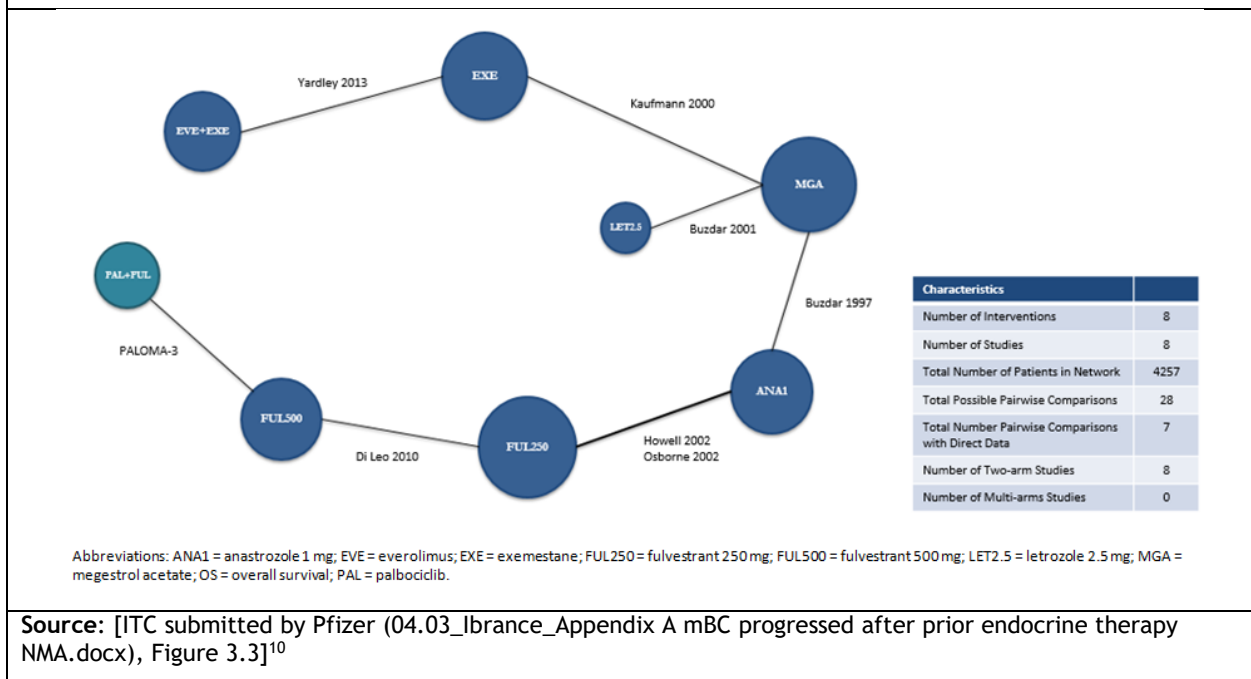 Yardley 2013
EXE
Kaufmann 2000
EVE+EXE
MGA
LET2.5
Buzdar 2001
PAL+FUL
Buzdar 1997
PALOMA-3
ANA1
FUL500
FUL250
Howell 2002
Osborne 2002
Di Leo 2010
Characteristics
Number of Interventions 8
Number of Studies 8
Total Number of Patients in Network 4257
Total Possible Pairwise Comparisons 28
Total Number Pairwise Comparisons
with Direct Data 7
Number of Two-arm Studies 8
Number of Multi-arms Studies 0
Abbreviations: ANA1 = anastrozole 1 mg; EVE = everolimus; EXE = exemestane; FUL250 = fulvestrant 250 mg; FUL500 = fulvestrant 500 mg; LET2.5 = letrozole 2.5 mg; MGA =
megestrol acetate; OS = overall survival; PAL = palbociclib.
Source: [ITC submitted by Pfizer (04.03_Ibrance_Appendix A mBC progressed after prior endocrine therapy
NMA.docx), Figure 3.3]10